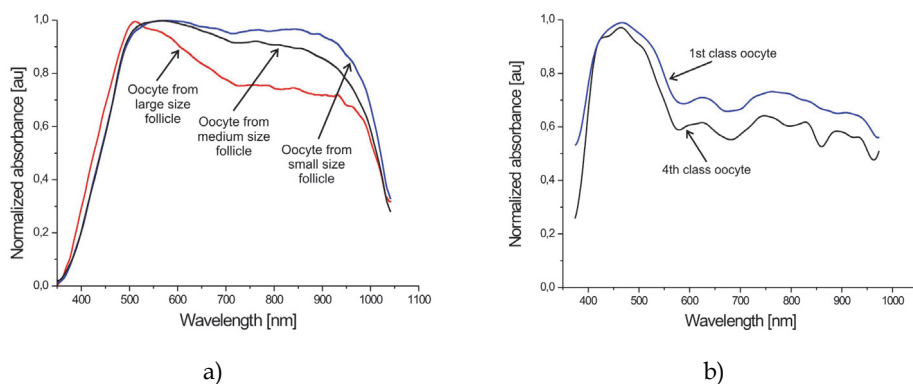 Normalized absorbance [au]
1,0
0,8
0,6
0,4
0,2
0,0
Oocyte from
large size
follicle
Oocyte from
medium size
follicle
Oocyte from
small size
follicle
400 500 600 700 800 900 1000 1100
Wavelength [nm]
a)
Normalized absorbance [au]
1,0
0,8
0,6
0,4
0,2
0,0
1st class oocyte
4th class oocyte
400 500 600 700 800 900 1000
Wavelength [nm]
b)